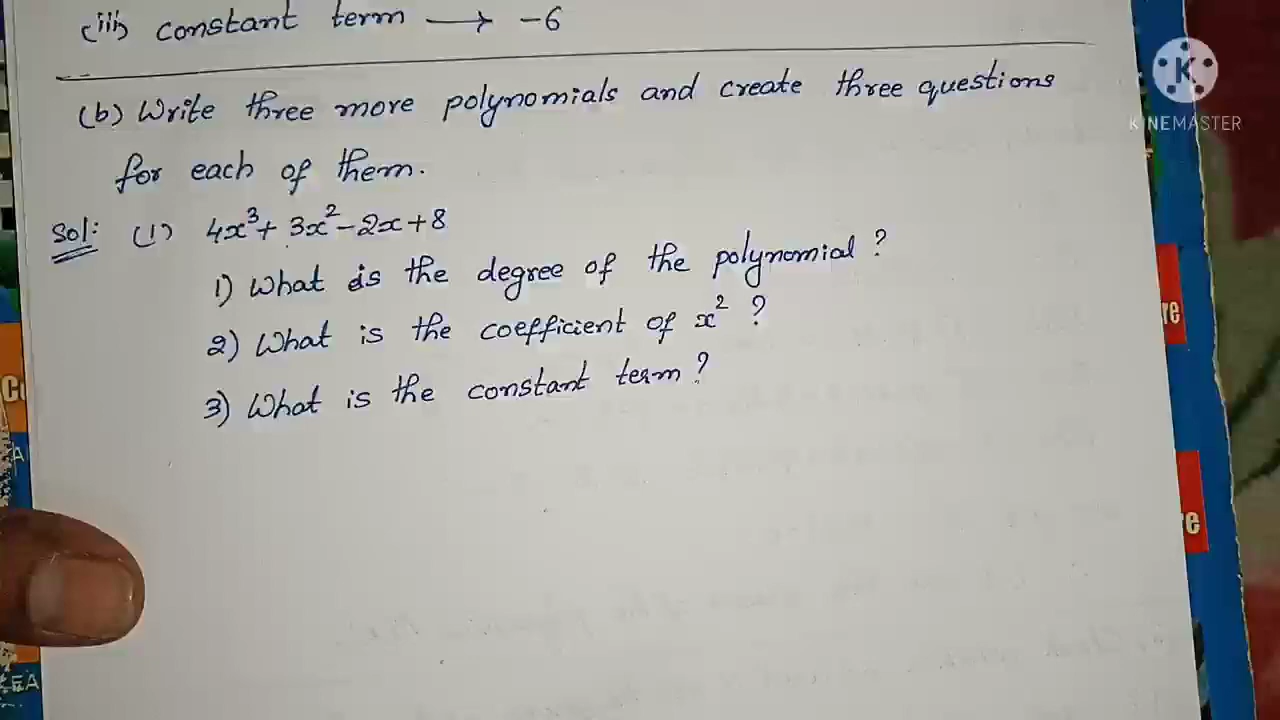 (iii) constant term → -6
(b) Write three more polynomials and create three questions
for each of them.
Sol: (1) 4x³ + 3x² - 2x + 8
1) What is the degree of the polynomial ?
2) What is the coefficient of x² ?
3) What is the constant term ?
K
KINEMASTER
re
e
EA